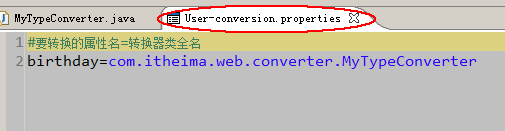 MyTypeConverter.java
User-conversion.properties
1 #要转换的属性名=转换器类全名
2 birthday=com.itheima.web.converter.MyTypeConverter